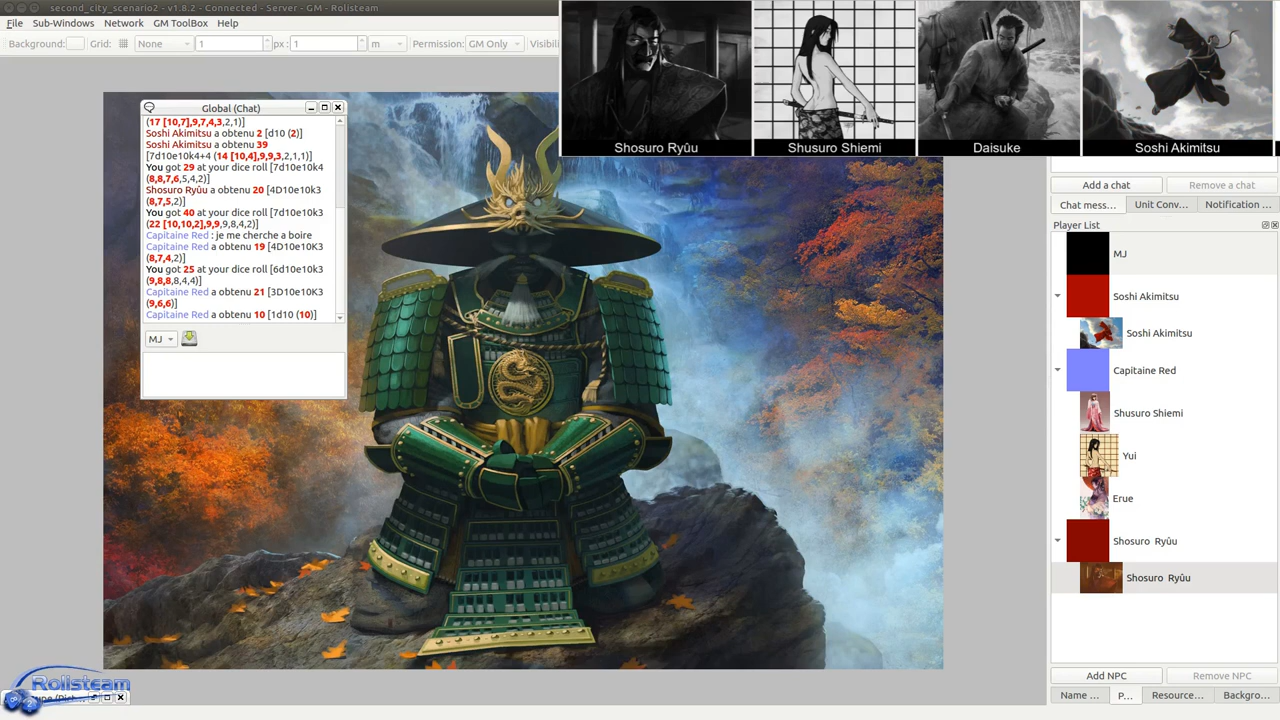 second_city_scenario2 - v1.8.2 - Connected - Server - GM - Rolisteam
File Sub-Windows Network GM ToolBox Help
Background: Grid: None 1 px : 1 m Permission: GM Only
Shosuro Ryûu Shusuro Shiemi Daisuke Soshi Akimitsu
Global (Chat)
(17 [10,7],9,7,4,3,2,1)]
Soshi Akimitsu a obtenu 2 [d10 (2)]
Soshi Akimitsu a obtenu 39
[7d10e10k4+4 (14 [10,4],9,9,3,2,1,1)]
You got 29 at your dice roll [7d10e10k4
(8,8,7,6,5,4,2)]
Shosuro Ryûu a obtenu 20 [4D10e10k3
(8,7,5,2)]
You got 40 at your dice roll [7d10e10k3
(22 [10,10,2],9,9,9,8,4,2)]
Capitaine Red : je me cherche a boire
Capitaine Red a obtenu 19 [4D10e10K3
(8,7,4,2)]
You got 25 at your dice roll [6d10e10k3
(9,8,8,8,4,4)]
Capitaine Red a obtenu 21 [3D10e10K3
(9,6,6)]
Capitaine Red a obtenu 10 [1d10 (10)]
MJ
Add a chat Remove a chat
Chat mess... Unit Conv... Notification ...
Player List
MJ
Soshi Akimitsu
Soshi Akimitsu
Capitaine Red
Shusuro Shiemi
Yui
Erue
Shosuro Ryûu
Shosuro Ryûu
Add NPC Remove NPC
Name ... P... Resource... Backgro...
Rolisteam